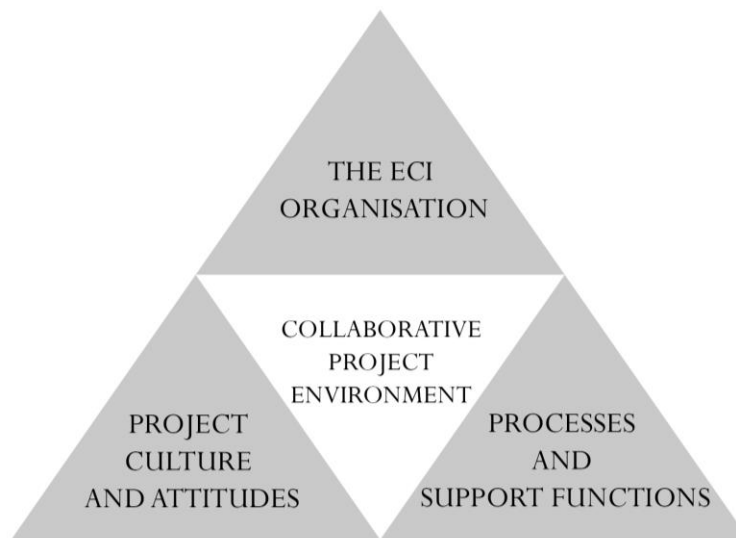 THE ECI
ORGANISATION
COLLABORATIVE
PROJECT
ENVIRONMENT
PROJECT
CULTURE
AND ATTITUDES
PROCESSES
AND
SUPPORT FUNCTIONS